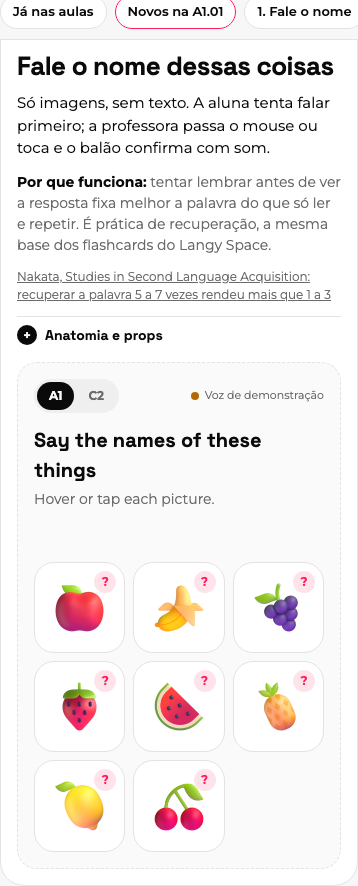 Já nas aulas
Novos na A1.01
1. Fale o nome
Fale o nome dessas coisas
Só imagens, sem texto. A aluna tenta falar
primeiro; a professora passa o mouse ou
toca e o balão confirma com som.
Por que funciona: tentar lembrar antes de ver
a resposta fixa melhor a palavra do que só ler
e repetir. É prática de recuperação, a mesma
base dos flashcards do Langy Space.
Nakata, Studies in Second Language Acquisition:
recuperar a palavra 5 a 7 vezes rendeu mais que 1 a 3
+ Anatomia e props
A1 C2
Voz de demonstração
Say the names of these
things
Hover or tap each picture.
? ? ?
? ? ?
? ?